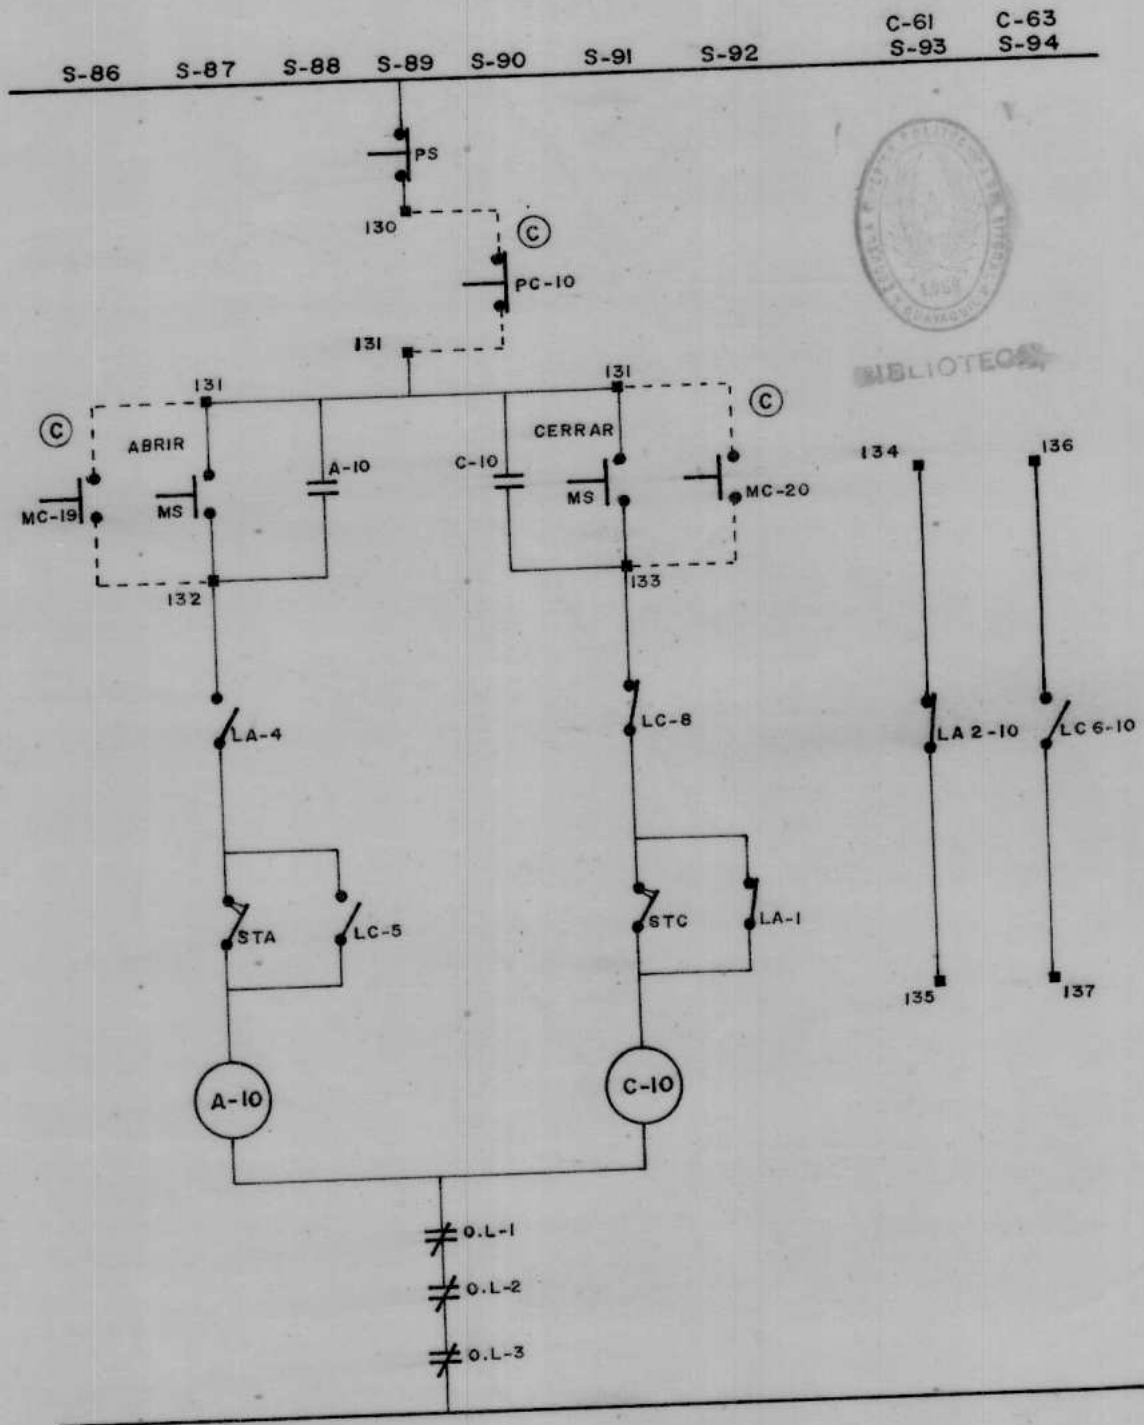 C-61 C-63
S-86 S-87 S-88 S-89 S-90 S-91 S-92 S-93 S-94
PS
130
C
PC-10
131
131 131
C C
ABRIR CERRAR
A-10 C-10
134 136
MC-19 MS MS MC-20
132 133
LA-4 LC-8 LA 2-10 LC 6-10
STA LC-5 STC LA-1
135 137
A-10 C-10
O.L-1
O.L-2
O.L-3
1958
GUAYAQUIL
BIBLIOTECA